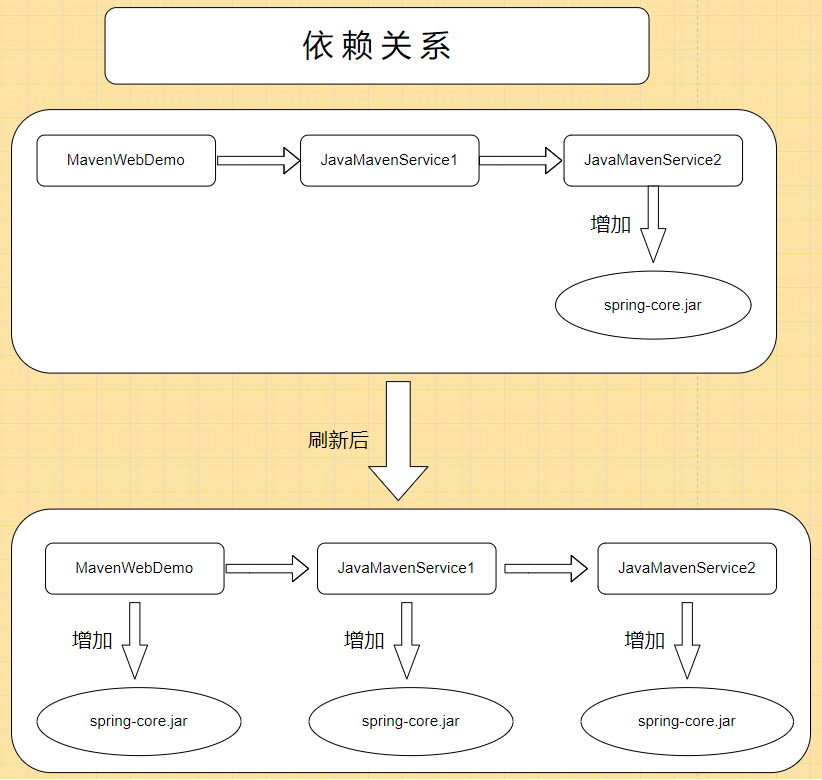 依赖关系
MavenWebDemo
JavaMavenService1
JavaMavenService2
增加
spring-core.jar
刷新后
MavenWebDemo
JavaMavenService1
JavaMavenService2
增加
增加
增加
spring-core.jar
spring-core.jar
spring-core.jar